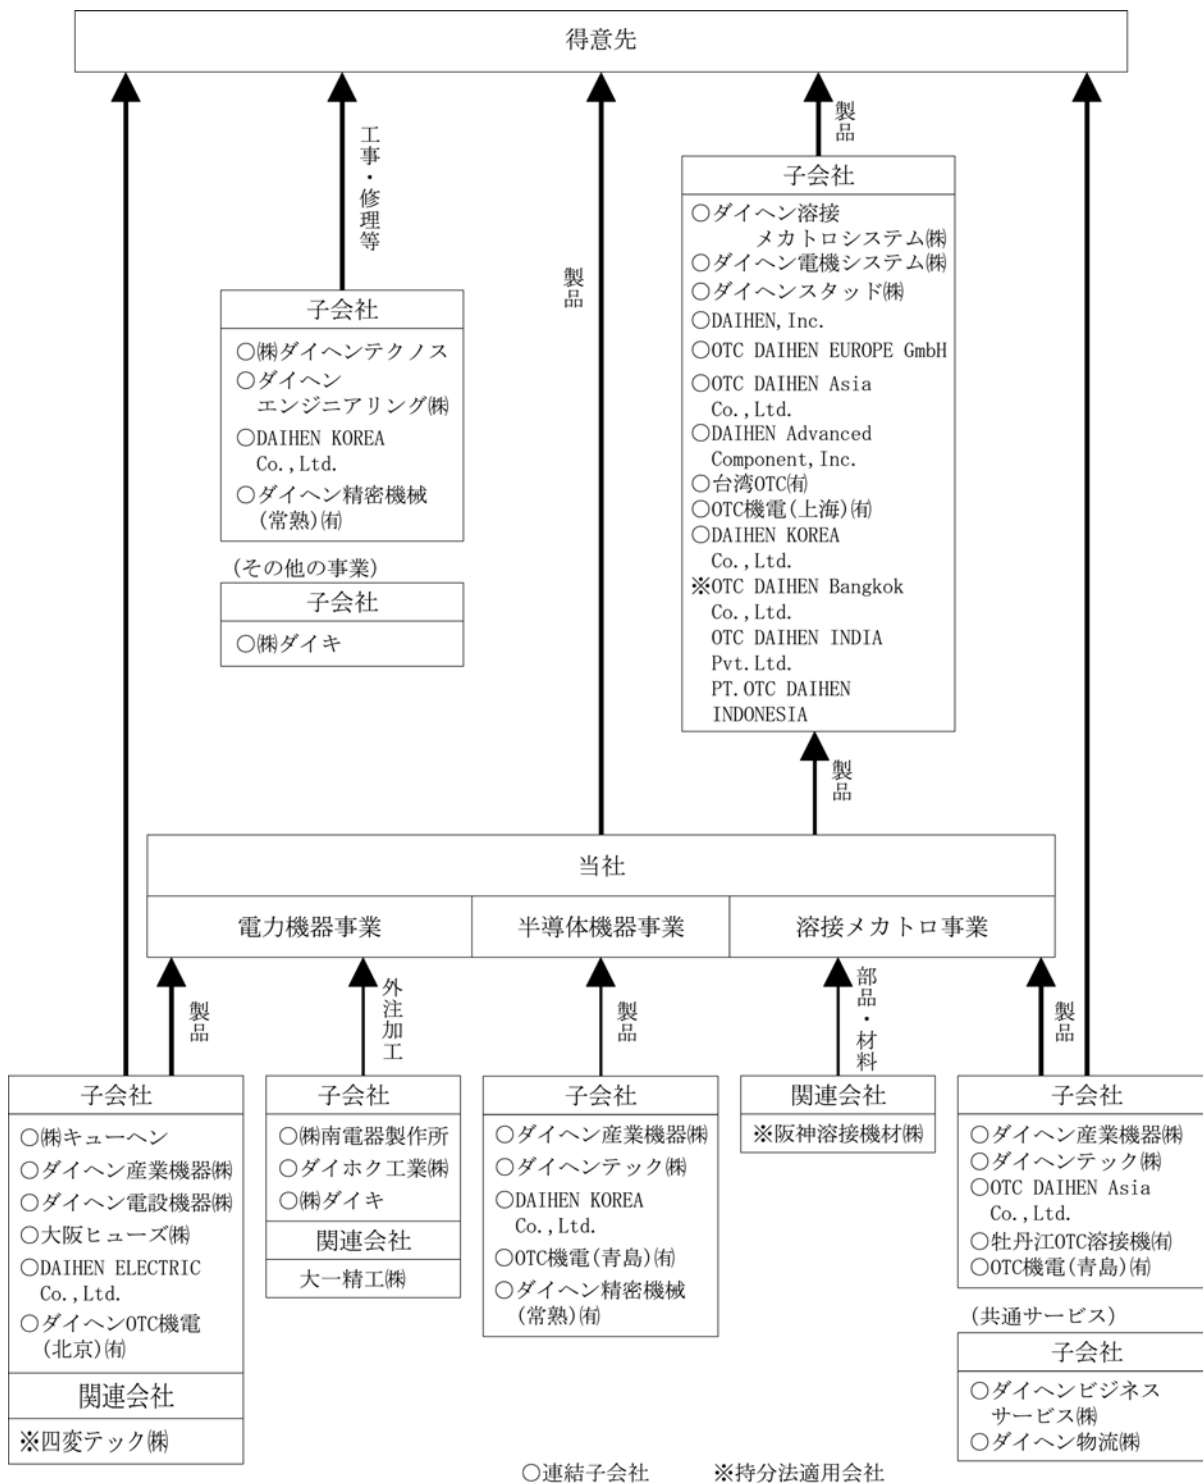 得意先
工事・修理等
製品
製品
子会社
○㈱ダイヘンテクノス
○ダイヘン
エンジニアリング㈱
○DAIHEN KOREA
Co.,Ltd.
○ダイヘン精密機械
(常熟)㈲
(その他の事業)
子会社
○㈱ダイキ
子会社
○ダイヘン溶接
メカトロシステム㈱
○ダイヘン電機システム㈱
○ダイヘンスタッド㈱
○DAIHEN,Inc.
○OTC DAIHEN EUROPE GmbH
○OTC DAIHEN Asia
Co.,Ltd.
○DAIHEN Advanced
Component,Inc.
○台湾OTC㈲
○OTC機電(上海)㈲
○DAIHEN KOREA
Co.,Ltd.
※OTC DAIHEN Bangkok
Co.,Ltd.
OTC DAIHEN INDIA
Pvt.Ltd.
PT.OTC DAIHEN
INDONESIA
製品
当社
電力機器事業
半導体機器事業
溶接メカトロ事業
製品
外注加工
製品
部品・材料
製品
子会社
○㈱キューヘン
○ダイヘン産業機器㈱
○ダイヘン電設機器㈱
○大阪ヒューズ㈱
○DAIHEN ELECTRIC
Co.,Ltd.
○ダイヘンOTC機電
(北京)㈲
関連会社
※四変テック㈱
子会社
○㈱南電器製作所
○ダイホク工業㈱
○㈱ダイキ
関連会社
大一精工㈱
子会社
○ダイヘン産業機器㈱
○ダイヘンテック㈱
○DAIHEN KOREA
Co.,Ltd.
○OTC機電(青島)㈲
○ダイヘン精密機械
(常熟)㈲
関連会社
※阪神溶接機材㈱
子会社
○ダイヘン産業機器㈱
○ダイヘンテック㈱
○OTC DAIHEN Asia
Co.,Ltd.
○牡丹江OTC溶接機㈲
○OTC機電(青島)㈲
(共通サービス)
子会社
○ダイヘンビジネス
サービス㈱
○ダイヘン物流㈱
○連結子会社 ※持分法適用会社